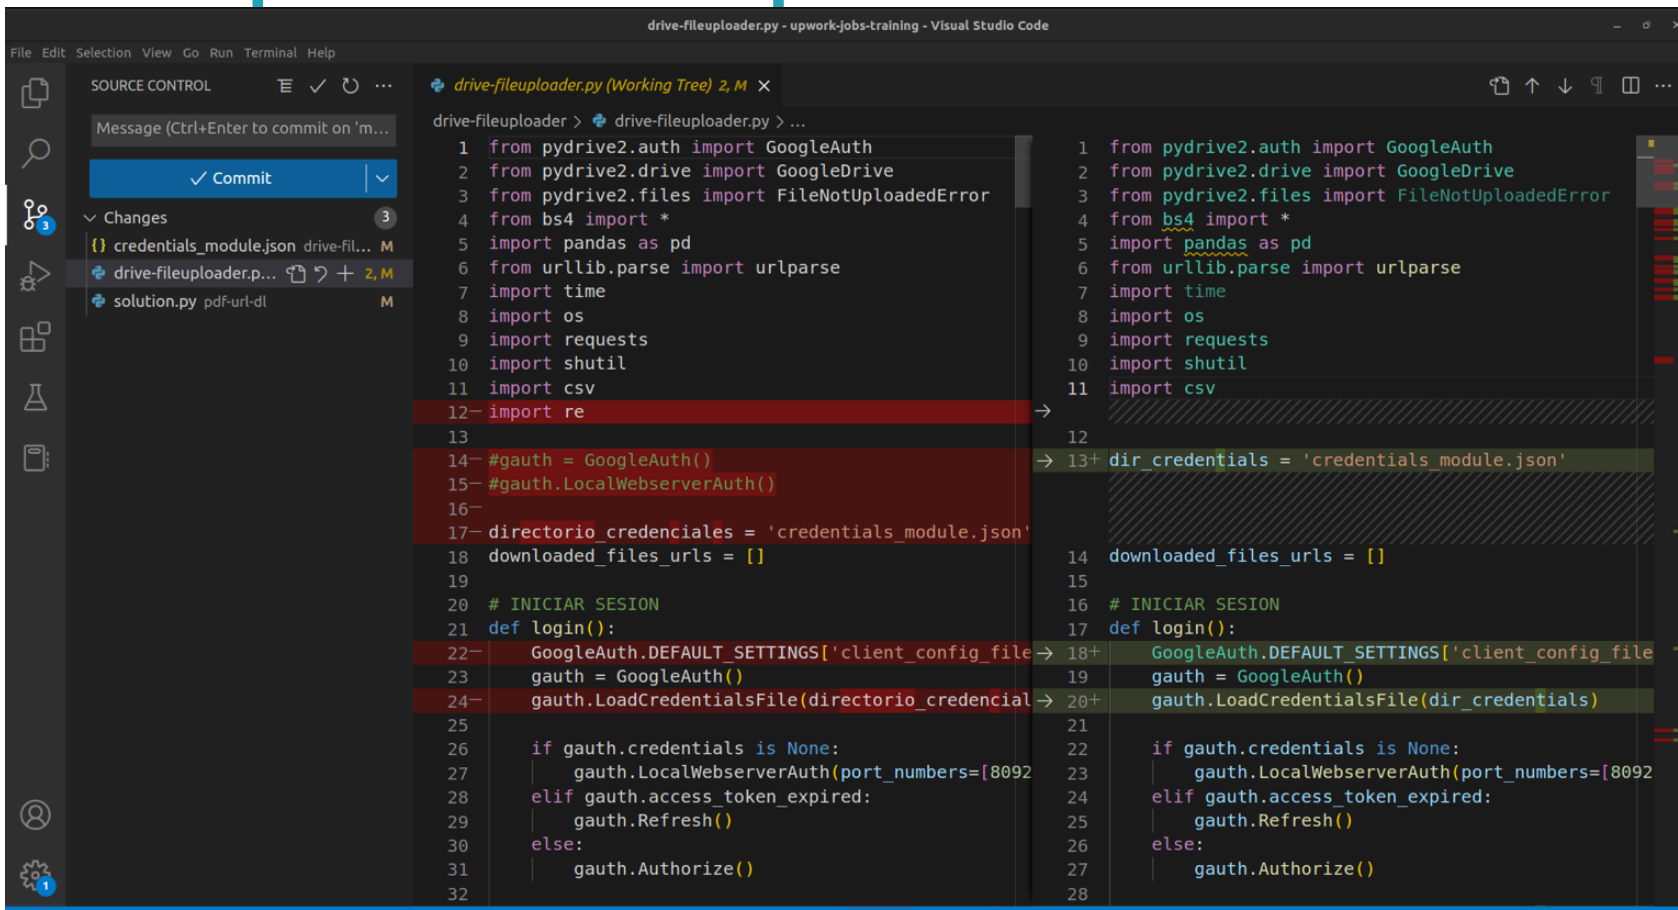 drive-fileuploader.py - upwork-jobs-training - Visual Studio Code
File Edit Selection View Go Run Terminal Help
SOURCE CONTROL
Message (Ctrl+Enter to commit on 'm...
Commit
Changes 3
{} credentials_module.json drive-fil... M
drive-fileuploader.p... 2, M
solution.py pdf-url-dl M
3
1
drive-fileuploader.py (Working Tree) 2, M
drive-fileuploader > drive-fileuploader.py > ...
1 from pydrive2.auth import GoogleAuth
2 from pydrive2.drive import GoogleDrive
3 from pydrive2.files import FileNotUploadedError
4 from bs4 import *
5 import pandas as pd
6 from urllib.parse import urlparse
7 import time
8 import os
9 import requests
10 import shutil
11 import csv
12− import re
13
14− #gauth = GoogleAuth()
15− #gauth.LocalWebserverAuth()
16−
17− directorio_credenciales = 'credentials_module.json'
18 downloaded_files_urls = []
19
20 # INICIAR SESION
21 def login():
22− GoogleAuth.DEFAULT_SETTINGS['client_config_file
23 gauth = GoogleAuth()
24− gauth.LoadCredentialsFile(directorio_credencial
25
26 if gauth.credentials is None:
27 gauth.LocalWebserverAuth(port_numbers=[8092
28 elif gauth.access_token_expired:
29 gauth.Refresh()
30 else:
31 gauth.Authorize()
32
1 from pydrive2.auth import GoogleAuth
2 from pydrive2.drive import GoogleDrive
3 from pydrive2.files import FileNotUploadedError
4 from bs4 import *
5 import pandas as pd
6 from urllib.parse import urlparse
7 import time
8 import os
9 import requests
10 import shutil
11 import csv
12
13+ dir_credentials = 'credentials_module.json'
14 downloaded_files_urls = []
15
16 # INICIAR SESION
17 def login():
18+ GoogleAuth.DEFAULT_SETTINGS['client_config_file
19 gauth = GoogleAuth()
20+ gauth.LoadCredentialsFile(dir_credentials)
21
22 if gauth.credentials is None:
23 gauth.LocalWebserverAuth(port_numbers=[8092
24 elif gauth.access_token_expired:
25 gauth.Refresh()
26 else:
27 gauth.Authorize()
28